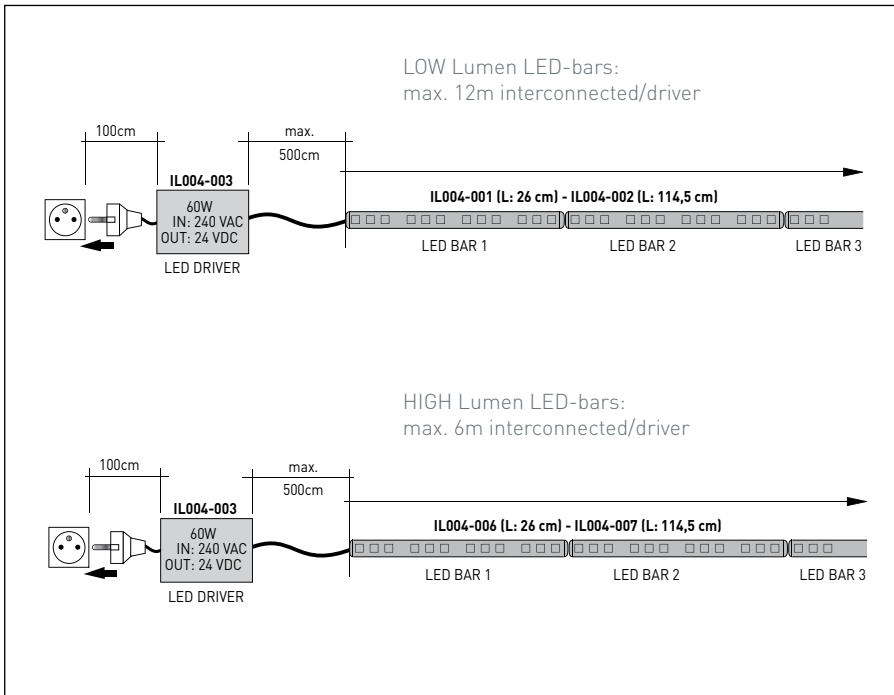 LOW Lumen LED-bars:
max. 12m interconnected/driver
100cm
max.
500cm
IL004-003
60W
IN: 240 VAC
OUT: 24 VDC
LED DRIVER
IL004-001 (L: 26 cm) - IL004-002 (L: 114,5 cm)
LED BAR 1
LED BAR 2
LED BAR 3
HIGH Lumen LED-bars:
max. 6m interconnected/driver
100cm
max.
500cm
IL004-003
60W
IN: 240 VAC
OUT: 24 VDC
LED DRIVER
IL004-006 (L: 26 cm) - IL004-007 (L: 114,5 cm)
LED BAR 1
LED BAR 2
LED BAR 3